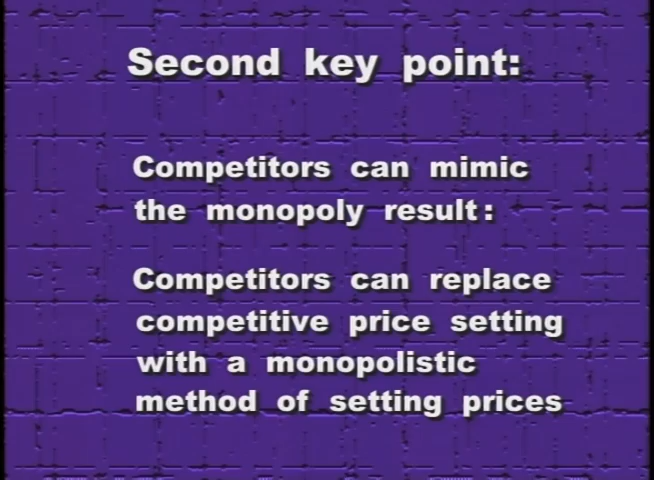 Second key point:
Competitors can mimic
the monopoly result:
Competitors can replace
competitive price setting
with a monopolistic
method of setting prices